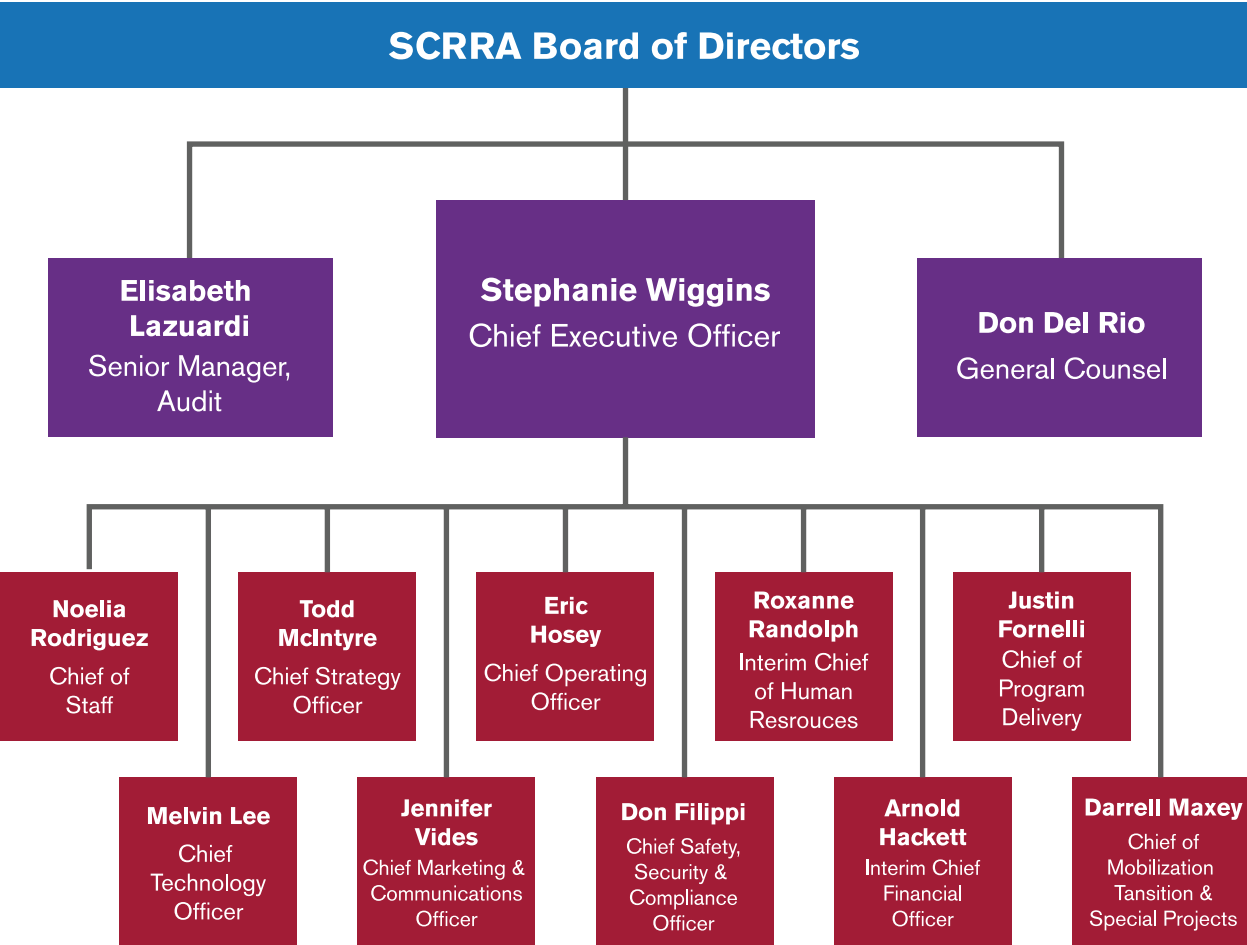 SCRRA Board of Directors
Elisabeth
Lazuardi
Senior Manager,
Audit
Stephanie Wiggins
Chief Executive Officer
Don Del Rio
General Counsel
Noelia
Rodriguez
Chief of
Staff
Todd
McIntyre
Chief Strategy
Officer
Eric
Hosey
Chief Operating
Officer
Roxanne
Randolph
Interim Chief
of Human
Resrouces
Justin
Fornelli
Chief of
Program
Delivery
Melvin Lee
Chief
Technology
Officer
Jennifer
Vides
Chief Marketing &
Communications
Officer
Don Filippi
Chief Safety,
Security &
Compliance
Officer
Arnold
Hackett
Interim Chief
Financial
Officer
Darrell Maxey
Chief of
Mobilization
Tansition &
Special Projects